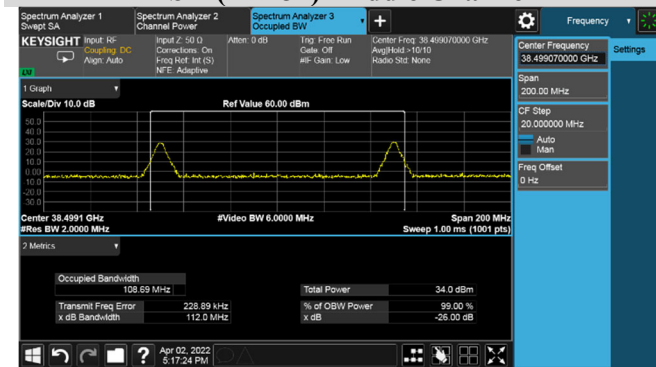 Spectrum Analyzer 1
Swept SA
Spectrum Analyzer 2
Channel Power
Spectrum Analyzer 3
Occupied BW
Frequency
KEYSIGHT
Input: RF
Coupling: DC
Align: Auto
Input Z: 50 Ω
Corrections: On
Freq Ref: Int (S)
NFE: Adaptive
Atten: 0 dB
Trig: Free Run
Gate: Off
#IF Gain: Low
Center Freq: 38.499070000 GHz
Avg|Hold:>10/10
Radio Std: None
Center Frequency
38.499070000 GHz
Settings
Span
200.00 MHz
CF Step
20.000000 MHz
Auto
Man
Freq Offset
0 Hz
1 Graph
Scale/Div 10.0 dB
Ref Value 60.00 dBm
50.0
40.0
30.0
20.0
10.0
0.00
-10.0
-20.0
-30.0
Center 38.4991 GHz
#Video BW 6.0000 MHz
Span 200 MHz
#Res BW 2.0000 MHz
Sweep 1.00 ms (1001 pts)
2 Metrics
Occupied Bandwidth
108.69 MHz
Total Power
34.0 dBm
Transmit Freq Error
228.89 kHz
% of OBW Power
99.00 %
x dB Bandwidth
112.0 MHz
x dB
-26.00 dB
Apr 02, 2022
5:17:24 PM